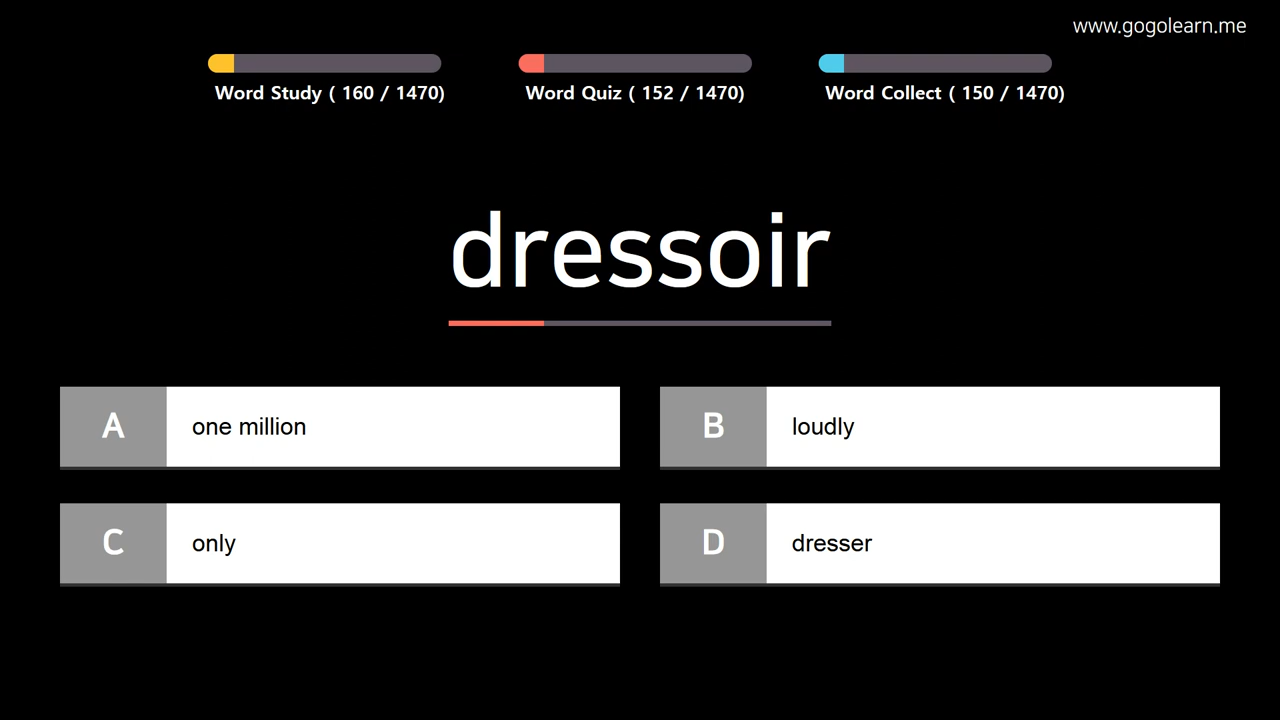 www.gogolearn.me
Word Study ( 160 / 1470)
Word Quiz ( 152 / 1470)
Word Collect ( 150 / 1470)
dressoir
A one million
B loudly
C only
D dresser